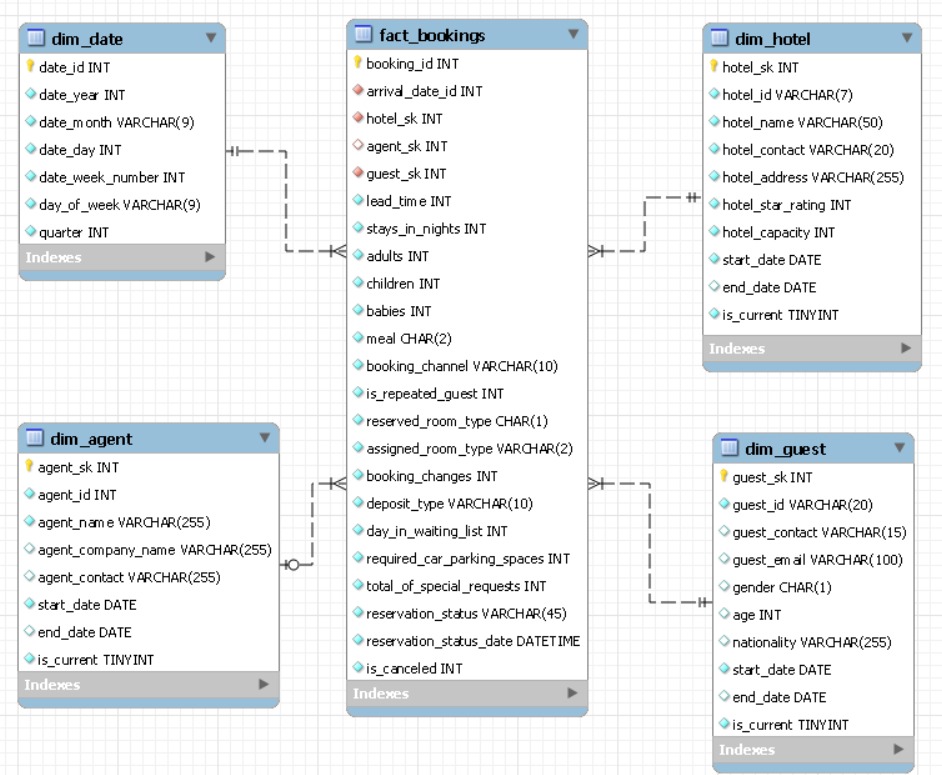 dim_date
date_id INT
date_year INT
date_month VARCHAR(9)
date_day INT
date_week_number INT
day_of_week VARCHAR(9)
quarter INT
Indexes
fact_bookings
booking_id INT
arrival_date_id INT
hotel_sk INT
agent_sk INT
guest_sk INT
lead_time INT
stays_in_nights INT
adults INT
children INT
babies INT
meal CHAR(2)
booking_channel VARCHAR(10)
is_repeated_guest INT
reserved_room_type CHAR(1)
assigned_room_type VARCHAR(2)
booking_changes INT
deposit_type VARCHAR(10)
day_in_waiting_list INT
required_car_parking_spaces INT
total_of_special_requests INT
reservation_status VARCHAR(45)
reservation_status_date DATETIME
is_canceled INT
Indexes
dim_hotel
hotel_sk INT
hotel_id VARCHAR(7)
hotel_name VARCHAR(50)
hotel_contact VARCHAR(20)
hotel_address VARCHAR(255)
hotel_star_rating INT
hotel_capacity INT
start_date DATE
end_date DATE
is_current TINYINT
Indexes
dim_agent
agent_sk INT
agent_id INT
agent_name VARCHAR(255)
agent_company_name VARCHAR(255)
agent_contact VARCHAR(255)
start_date DATE
end_date DATE
is_current TINYINT
Indexes
dim_guest
guest_sk INT
guest_id VARCHAR(20)
guest_contact VARCHAR(15)
guest_email VARCHAR(100)
gender CHAR(1)
age INT
nationality VARCHAR(255)
start_date DATE
end_date DATE
is_current TINYINT
Indexes